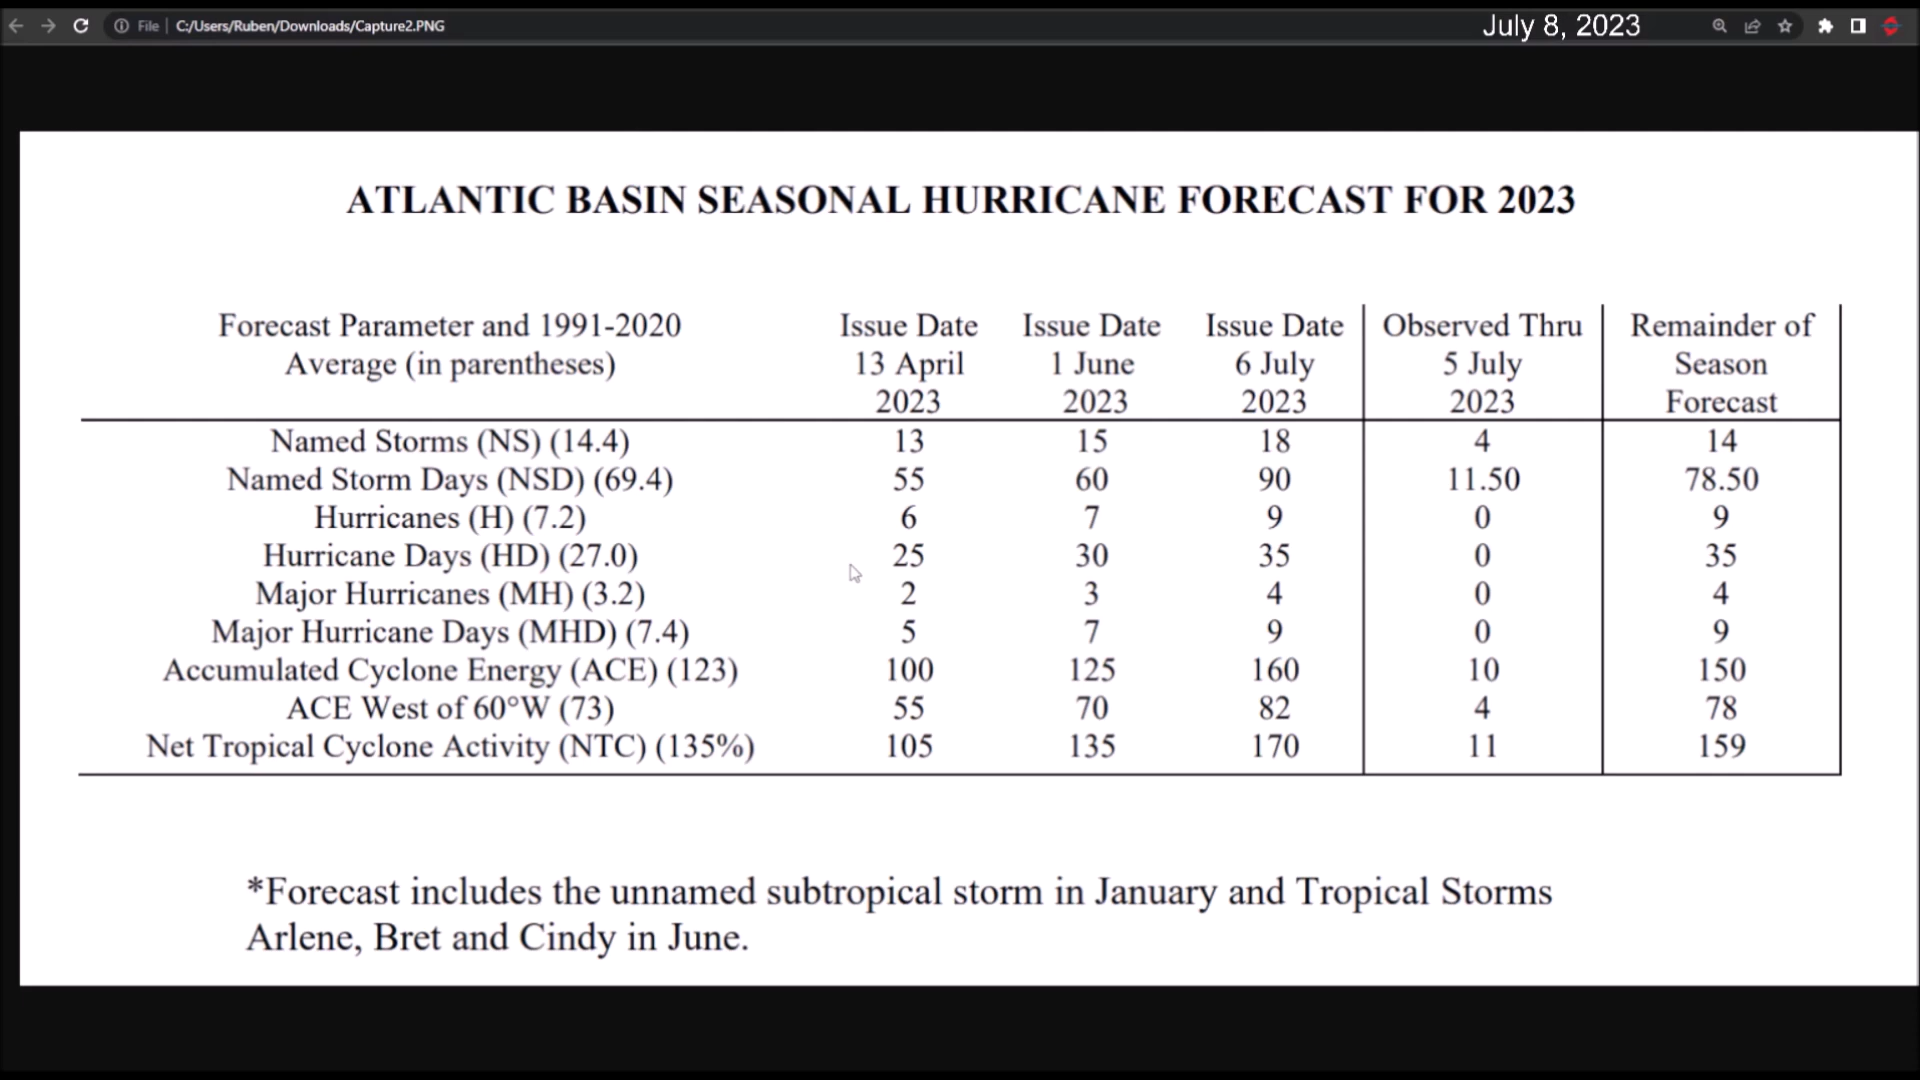 File | C:/Users/Ruben/Downloads/Capture2.PNG
July 8, 2023
ATLANTIC BASIN SEASONAL HURRICANE FORECAST FOR 2023
Forecast Parameter and 1991-2020 Issue Date Issue Date Issue Date Observed Thru Remainder of
Average (in parentheses) 13 April 1 June 6 July 5 July Season
2023 2023 2023 2023 Forecast
Named Storms (NS) (14.4) 13 15 18 4 14
Named Storm Days (NSD) (69.4) 55 60 90 11.50 78.50
Hurricanes (H) (7.2) 6 7 9 0 9
Hurricane Days (HD) (27.0) 25 30 35 0 35
Major Hurricanes (MH) (3.2) 2 3 4 0 4
Major Hurricane Days (MHD) (7.4) 5 7 9 0 9
Accumulated Cyclone Energy (ACE) (123) 100 125 160 10 150
ACE West of 60°W (73) 55 70 82 4 78
Net Tropical Cyclone Activity (NTC) (135%) 105 135 170 11 159
*Forecast includes the unnamed subtropical storm in January and Tropical Storms
Arlene, Bret and Cindy in June.